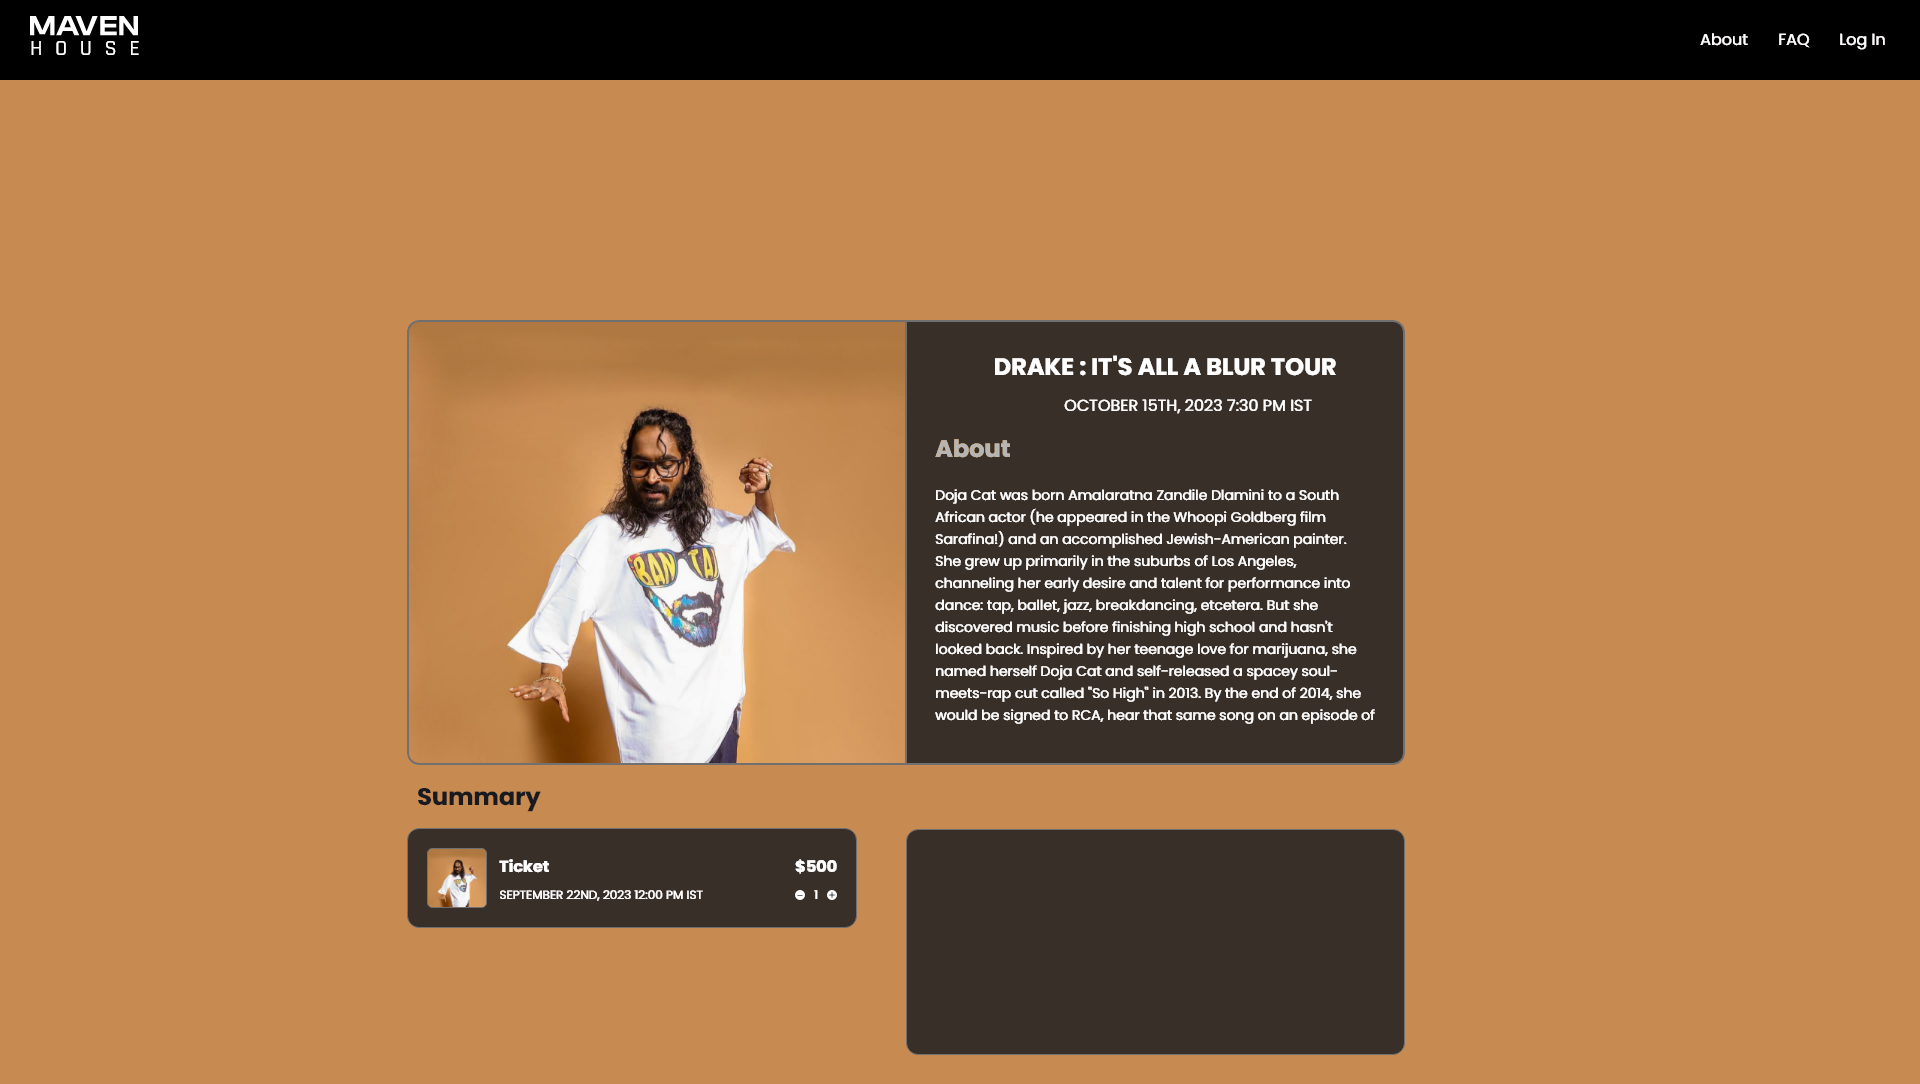 MAVEN
HOUSE
About
FAQ
Log In
DRAKE : IT'S ALL A BLUR TOUR
OCTOBER 15TH, 2023 7:30 PM IST
About
Doja Cat was born Amalaratna Zandile Dlamini to a South
African actor (he appeared in the Whoopi Goldberg film
Sarafina!) and an accomplished Jewish-American painter.
She grew up primarily in the suburbs of Los Angeles,
channeling her early desire and talent for performance into
dance: tap, ballet, jazz, breakdancing, etcetera. But she
discovered music before finishing high school and hasn't
looked back. Inspired by her teenage love for marijuana, she
named herself Doja Cat and self-released a spacey soul-
meets-rap cut called "So High" in 2013. By the end of 2014, she
would be signed to RCA, hear that same song on an episode of
BAN TAI
Summary
Ticket
$500
SEPTEMBER 22ND, 2023 12:00 PM IST
1